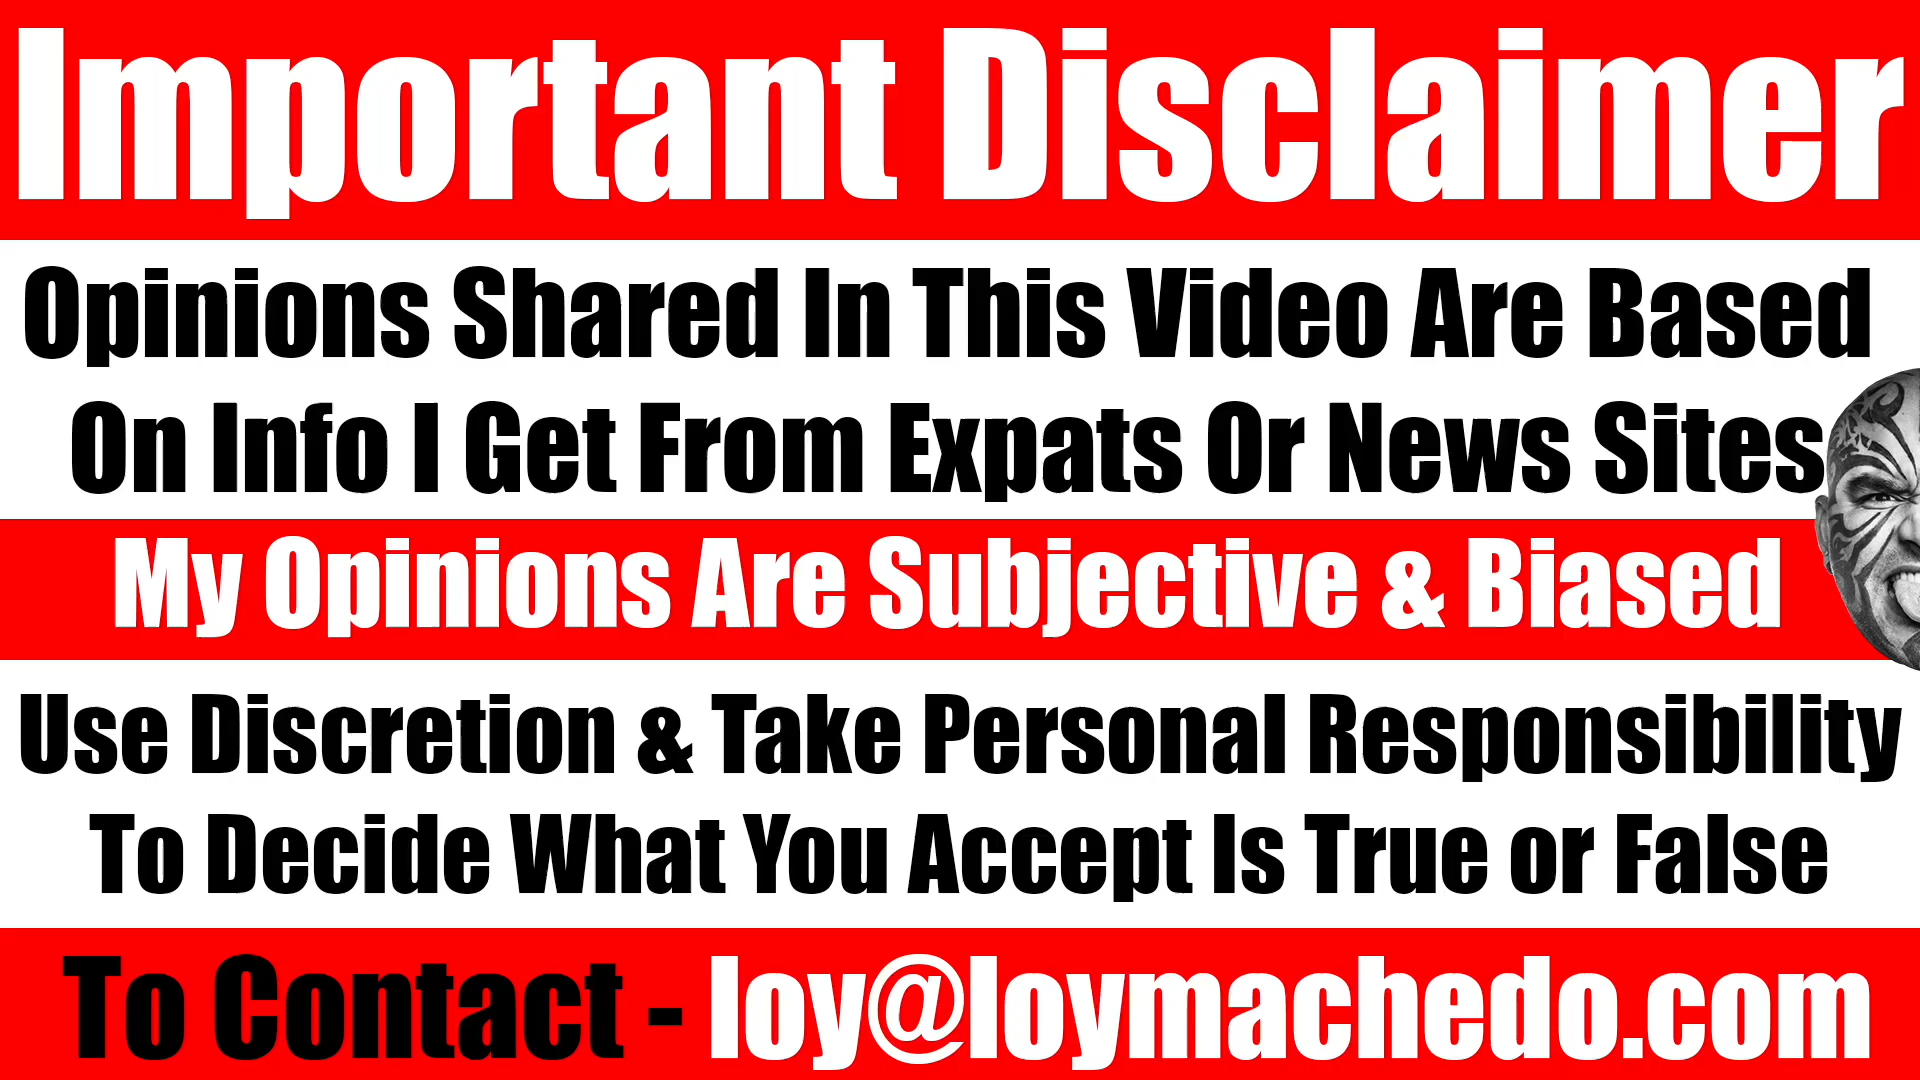 Important Disclaimer
Opinions Shared In This Video Are Based
On Info I Get From Expats Or News Sites
My Opinions Are Subjective & Biased
Use Discretion & Take Personal Responsibility
To Decide What You Accept Is True or False
To Contact - loy@loymachedo.com